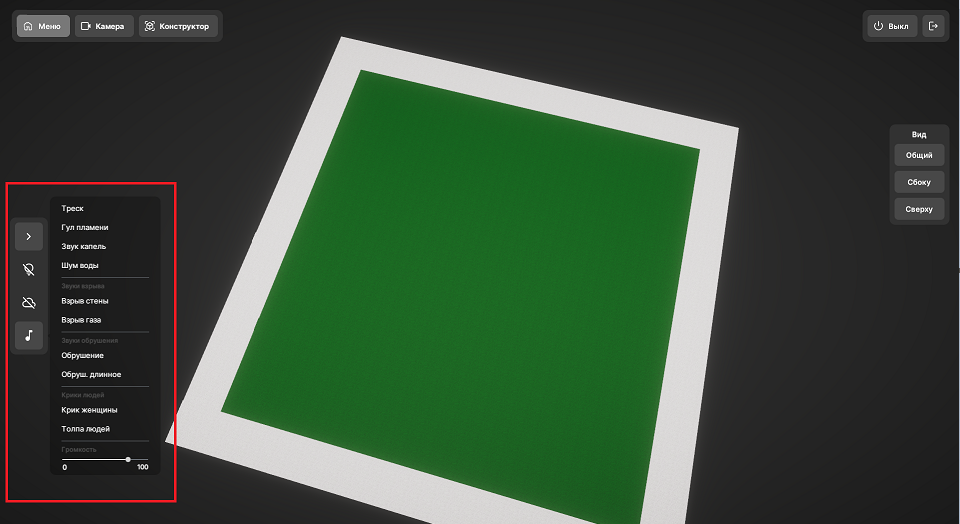 Меню
Камера
Конструктор
Выкл
Вид
Общий
Сбоку
Сверху
Треск
Гул пламени
Звук капель
Шум воды
Звуки взрыва
Взрыв стены
Взрыв газа
Звуки обрушения
Обрушение
Обруш. длинное
Крики людей
Крик женщины
Толпа людей
Громкость
0 100